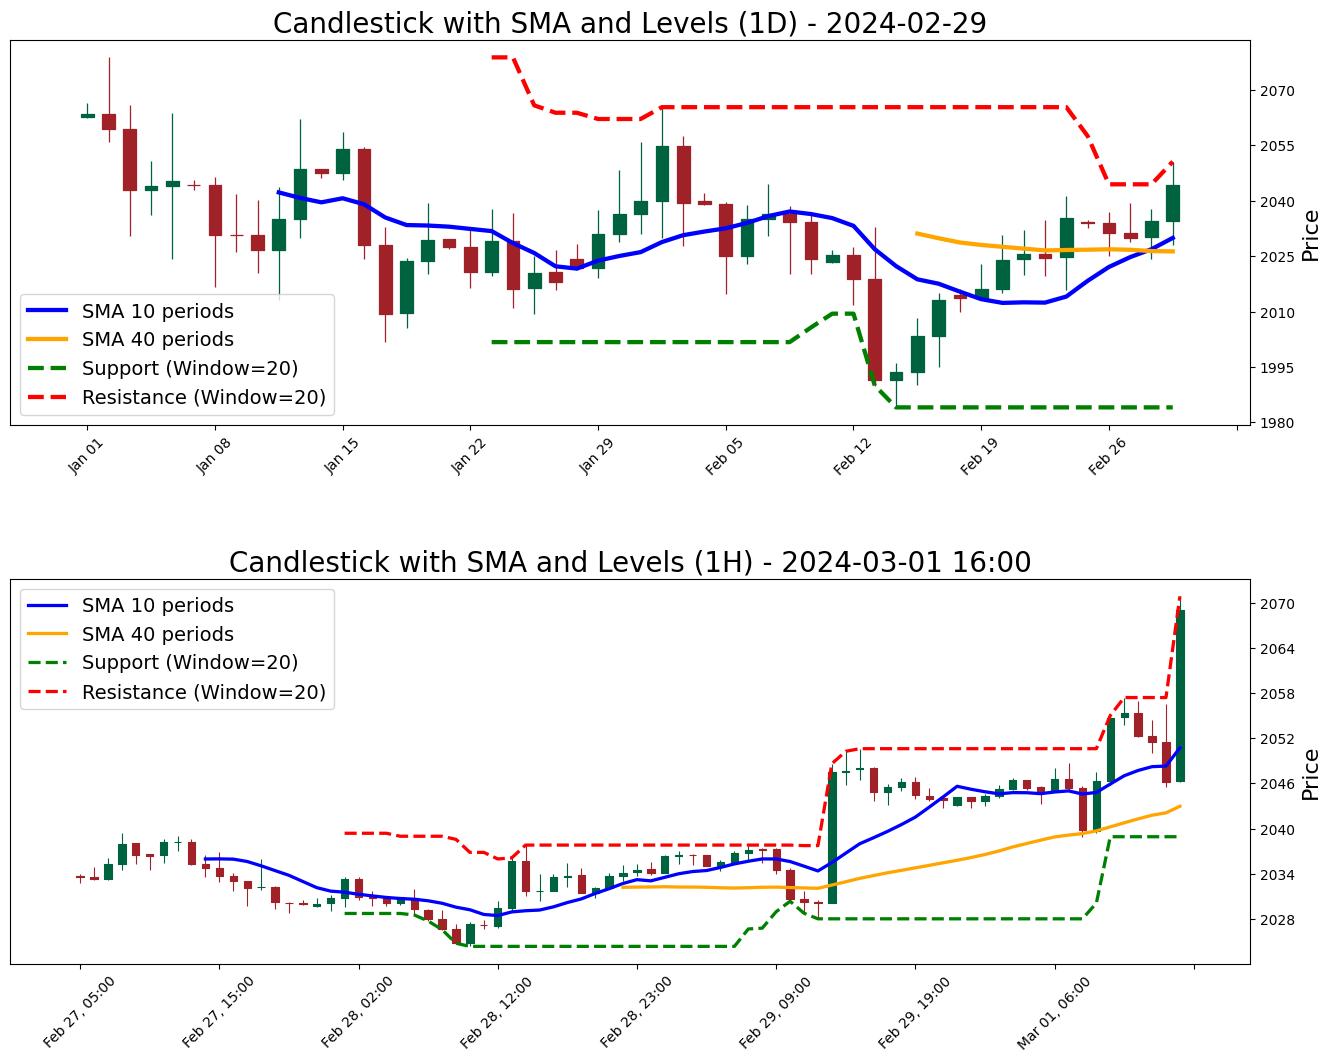 Candlestick with SMA and Levels (1D) - 2024-02-29
SMA 10 periods
SMA 40 periods
Support (Window=20)
Resistance (Window=20)
2070
2055
2040
2025
2010
1995
1980
Price
Jan 01
Jan 08
Jan 15
Jan 22
Jan 29
Feb 05
Feb 12
Feb 19
Feb 26
Candlestick with SMA and Levels (1H) - 2024-03-01 16:00
SMA 10 periods
SMA 40 periods
Support (Window=20)
Resistance (Window=20)
2070
2064
2058
2052
2046
2040
2034
2028
Price
Feb 27, 05:00
Feb 27, 15:00
Feb 28, 02:00
Feb 28, 12:00
Feb 28, 23:00
Feb 29, 09:00
Feb 29, 19:00
Mar 01, 06:00